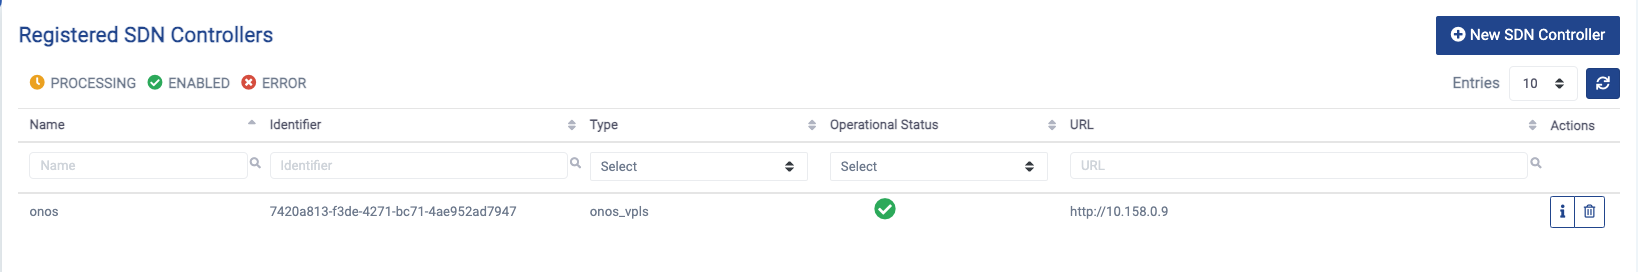 Registered SDN Controllers
New SDN Controller
PROCESSING ENABLED ERROR
Entries 10
Name Identifier Type Operational Status URL Actions
Name Identifier Select Select URL
onos 7420a813-f3de-4271-bc71-4ae952ad7947 onos_vpls http://10.158.0.9